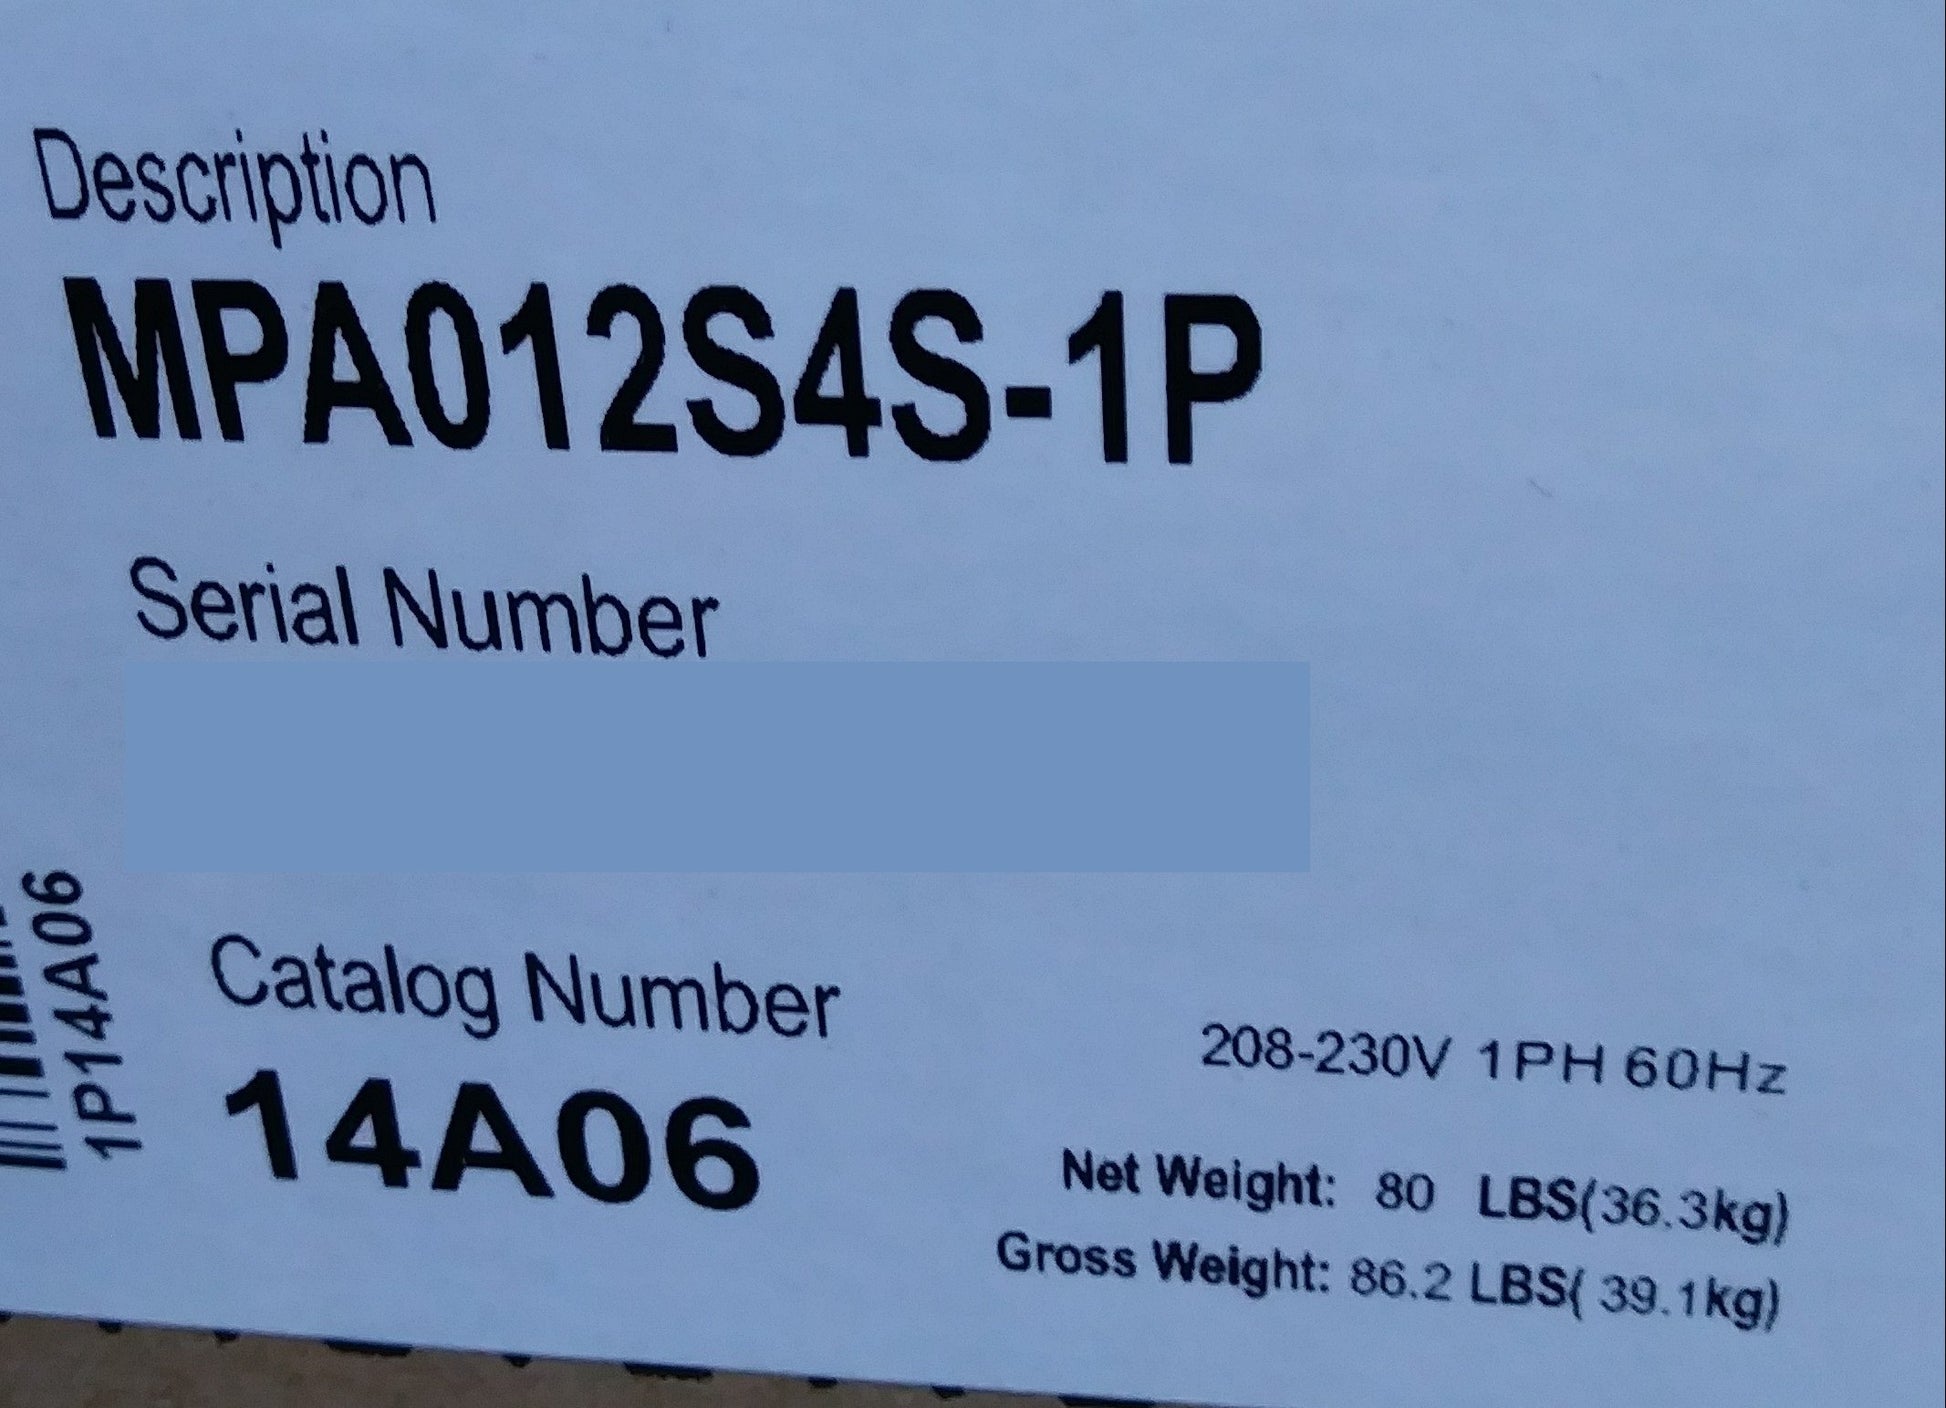 Description
MPA012S4S-1P
Serial Number
1P14A06
Catalog Number
14A06
208-230V 1PH 60Hz
Net Weight: 80 LBS(36.3kg)
Gross Weight: 86.2 LBS( 39.1kg)